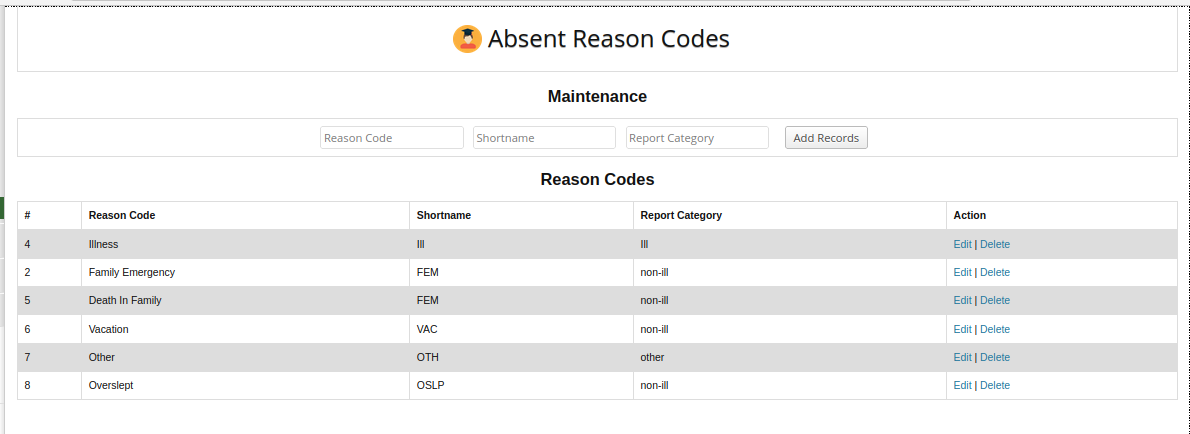 Absent Reason Codes
Maintenance
Reason Code Shortname Report Category Add Records
Reason Codes
# Reason Code Shortname Report Category Action
4 Illness Ill Ill Edit | Delete
2 Family Emergency FEM non-ill Edit | Delete
5 Death In Family FEM non-ill Edit | Delete
6 Vacation VAC non-ill Edit | Delete
7 Other OTH other Edit | Delete
8 Overslept OSLP non-ill Edit | Delete